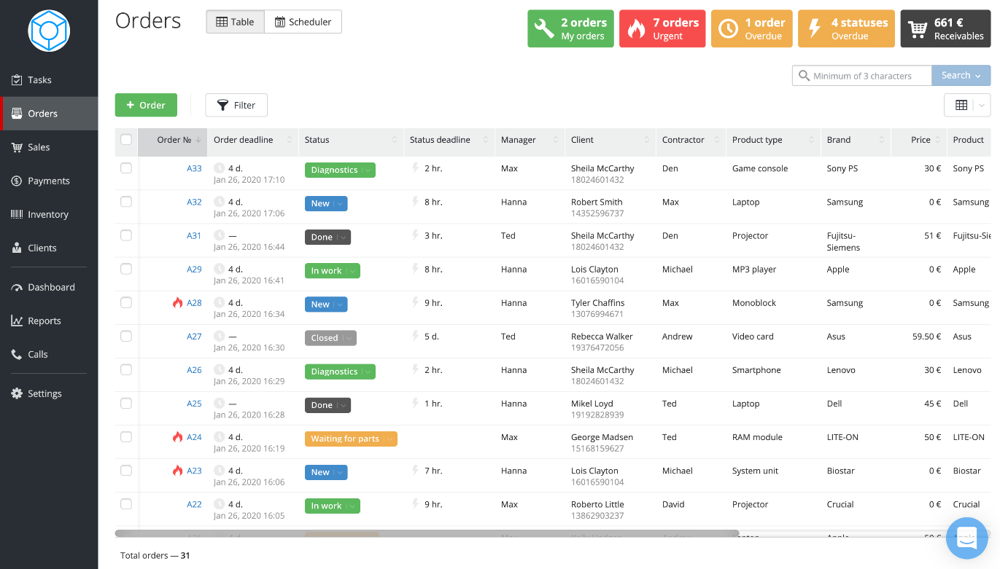 Orders
Table
Scheduler
2 orders
My orders
7 orders
Urgent
1 order
Overdue
4 statuses
Overdue
661 €
Receivables
Tasks
Orders
Sales
Payments
Inventory
Clients
Dashboard
Reports
Calls
Settings
Minimum of 3 characters
Search
+ Order
Filter
Order № Order deadline Status Status deadline Manager Client Contractor Product type Brand Price Product
A33 4 d. Diagnostics 2 hr. Max Sheila McCarthy Den Game console Sony PS 30 € Sony PS
Jan 26, 2020 17:10 18024601432
A32 4 d. New 8 hr. Hanna Robert Smith Max Laptop Samsung 0 € Samsung
Jan 26, 2020 17:06 14352596737
A31 — Done 3 hr. Ted Sheila McCarthy Den Projector Fujitsu- 51 € Fujitsu-Sie
Jan 26, 2020 16:44 18024601432 Siemens
A29 4 d. In work 8 hr. Hanna Lois Clayton Michael MP3 player Apple 0 € Apple
Jan 26, 2020 16:41 16016590104
A28 4 d. New 9 hr. Hanna Tyler Chaffins Max Monoblock Samsung 0 € Samsung
Jan 26, 2020 16:34 13076994671
A27 — Closed 5 d. Ted Rebecca Walker Andrew Video card Asus 59.50 € Asus
Jan 26, 2020 16:30 19376472056
A26 4 d. Diagnostics 2 hr. Hanna Sheila McCarthy Michael Smartphone Lenovo 30 € Lenovo
Jan 26, 2020 16:29 18024601432
A25 — Done 1 hr. Hanna Mikel Loyd Ted Laptop Dell 45 € Dell
Jan 26, 2020 16:28 19192828939
A24 4 d. Waiting for parts Max George Madsen Ted RAM module LITE-ON 50 € LITE-ON
Jan 26, 2020 16:19 15168159627
A23 4 d. New 7 hr. Hanna Lois Clayton Michael System unit Biostar 0 € Biostar
Jan 26, 2020 16:06 16016590104
A22 4 d. In work 9 hr. Max Roberto Little David Projector Crucial 0 € Crucial
Jan 26, 2020 16:05 13862903237
Total orders — 31